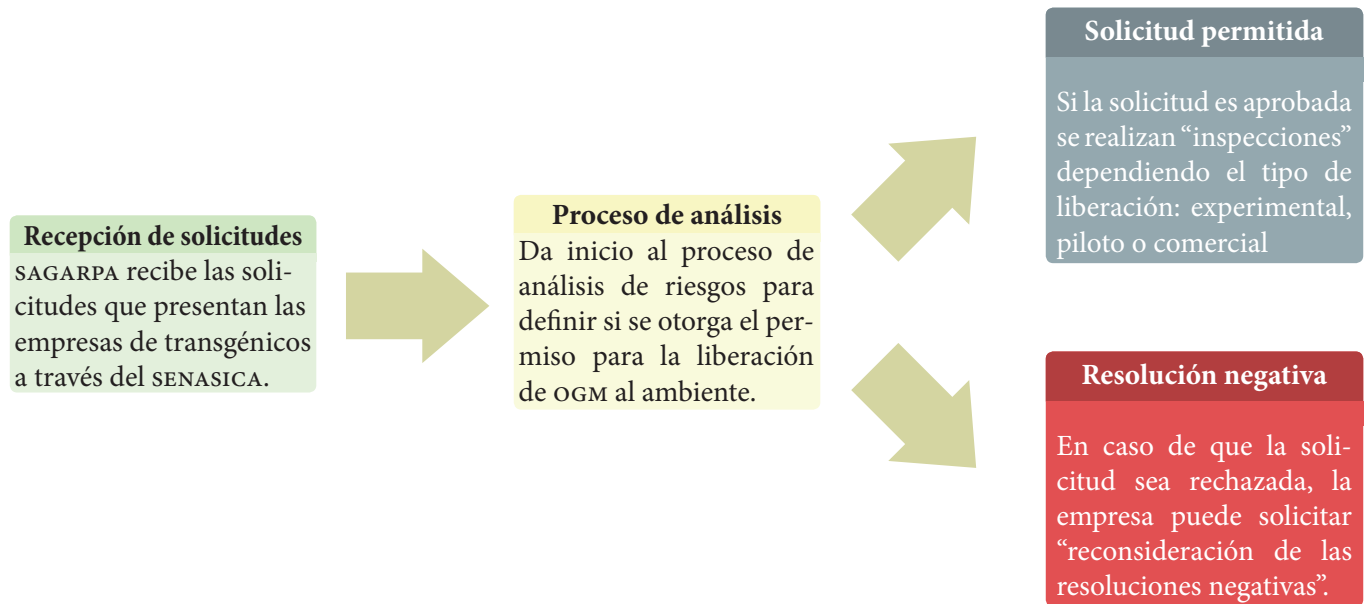 Recepción de solicitudes
SAGARPA recibe las soli-
citudes que presentan las
empresas de transgénicos
a través del SENASICA.
Proceso de análisis
Da inicio al proceso de
análisis de riesgos para
definir si se otorga el per-
miso para la liberación
de OGM al ambiente.
Solicitud permitida
Si la solicitud es aprobada
se realizan “inspecciones”
dependiendo el tipo de
liberación: experimental,
piloto o comercial
Resolución negativa
En caso de que la soli-
citud sea rechazada, la
empresa puede solicitar
“reconsideración de las
resoluciones negativas”.